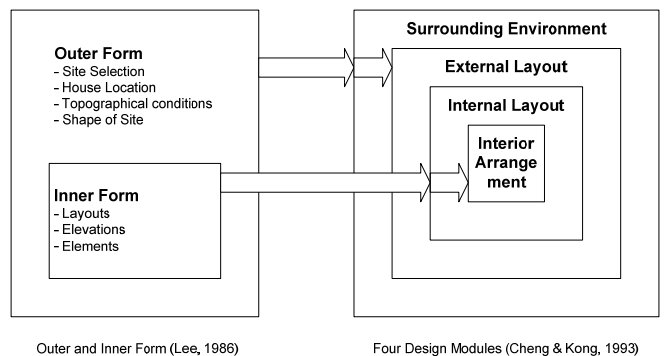 Outer Form
- Site Selection
- House Location
- Topographical conditions
- Shape of Site
Inner Form
- Layouts
- Elevations
- Elements
Surrounding Environment
External Layout
Internal Layout
Interior
Arrange
ment
Outer and Inner Form (Lee, 1986)
Four Design Modules (Cheng & Kong, 1993)